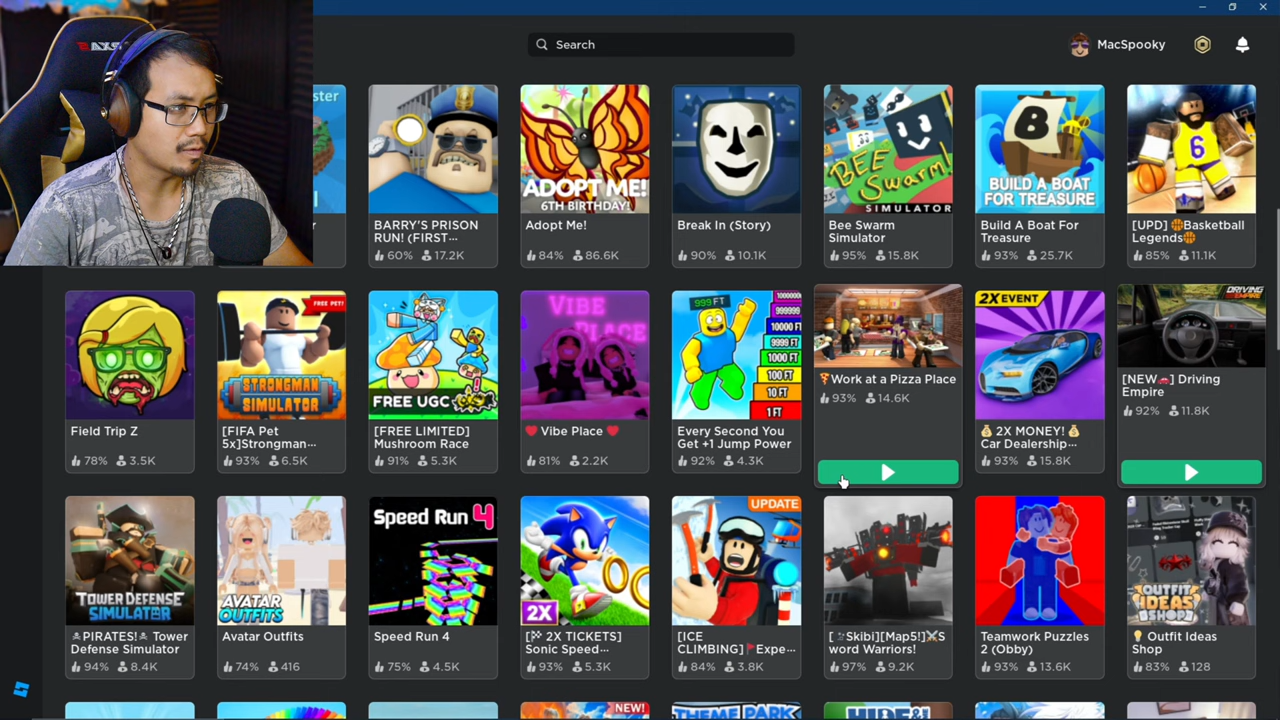 Search
MacSpooky
ster
r
BARRY'S PRISON
RUN! (FIRST...
60% 17.2K
ADOPT ME!
6TH BIRTHDAY!
Adopt Me!
84% 86.6K
Break In (Story)
90% 10.1K
BEE
SWARM!
SIMULATOR
Bee Swarm
Simulator
95% 15.8K
B
BUILD A BOAT
FOR TREASURE
Build A Boat For
Treasure
93% 25.7K
6
[UPD] 🏀Basketball
Legends🏀
85% 11.1K
Field Trip Z
78% 3.5K
FREE PET!
STRONGMAN
SIMULATOR
[FIFA Pet
5x]Strongman...
93% 6.5K
FREE UGC
[FREE LIMITED]
Mushroom Race
91% 5.3K
VIBE
PLACE
❤️ Vibe Place ❤️
81% 2.2K
999 FT
10000 FT
9999 FT
1000 FT
100 FT
10 FT
1 FT
Every Second You
Get +1 Jump Power
92% 4.3K
🍕Work at a Pizza Place
93% 14.6K
2X EVENT
💰 2X MONEY! 💰
Car Dealership...
93% 15.8K
DRIVING
EMPIRE
[NEW🚗] Driving
Empire
92% 11.8K
TOWER DEFENSE
SIMULATOR
☠PIRATES!☠ Tower
Defense Simulator
94% 8.4K
AVATAR
OUTFITS
Avatar Outfits
74% 416
Speed Run 4
Speed Run 4
75% 4.5K
2X
[🏁 2X TICKETS]
Sonic Speed...
93% 5.3K
UPDATE
[ICE
CLIMBING]🚩Expe...
84% 3.8K
[Skibi][Map5!]⚔️S
word Warriors!
97% 9.2K
Teamwork Puzzles
2 (Obby)
93% 13.6K
OUTFIT
IDEAS
SHOP
💡 Outfit Ideas
Shop
83% 128
NEW!
THEME PARK
HIDE